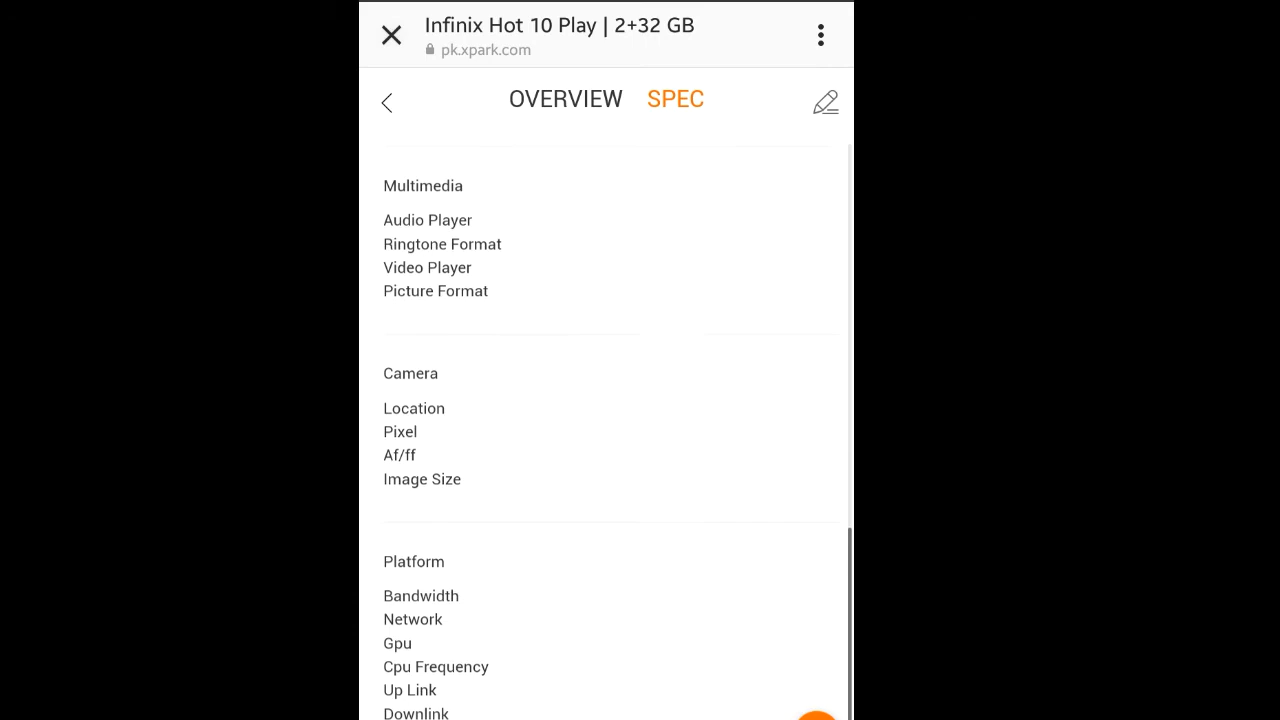 Infinix Hot 10 Play | 2+32 GB
pk.xpark.com
OVERVIEW SPEC
Multimedia
Audio Player
Ringtone Format
Video Player
Picture Format
Camera
Location
Pixel
Af/ff
Image Size
Platform
Bandwidth
Network
Gpu
Cpu Frequency
Up Link
Downlink